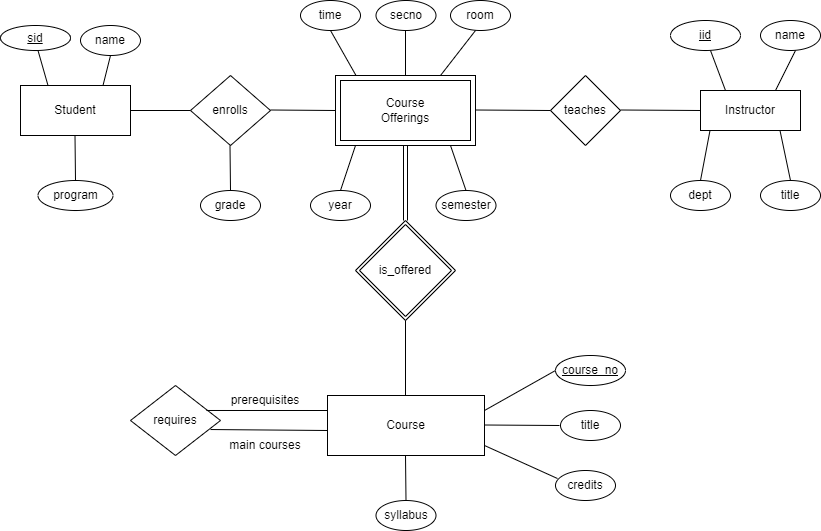 time
secno
room
sid
name
iid
name
Student
enrolls
Course
Offerings
teaches
Instructor
program
grade
year
semester
dept
title
is_offered
course_no
prerequisites
requires
Course
title
main courses
credits
syllabus